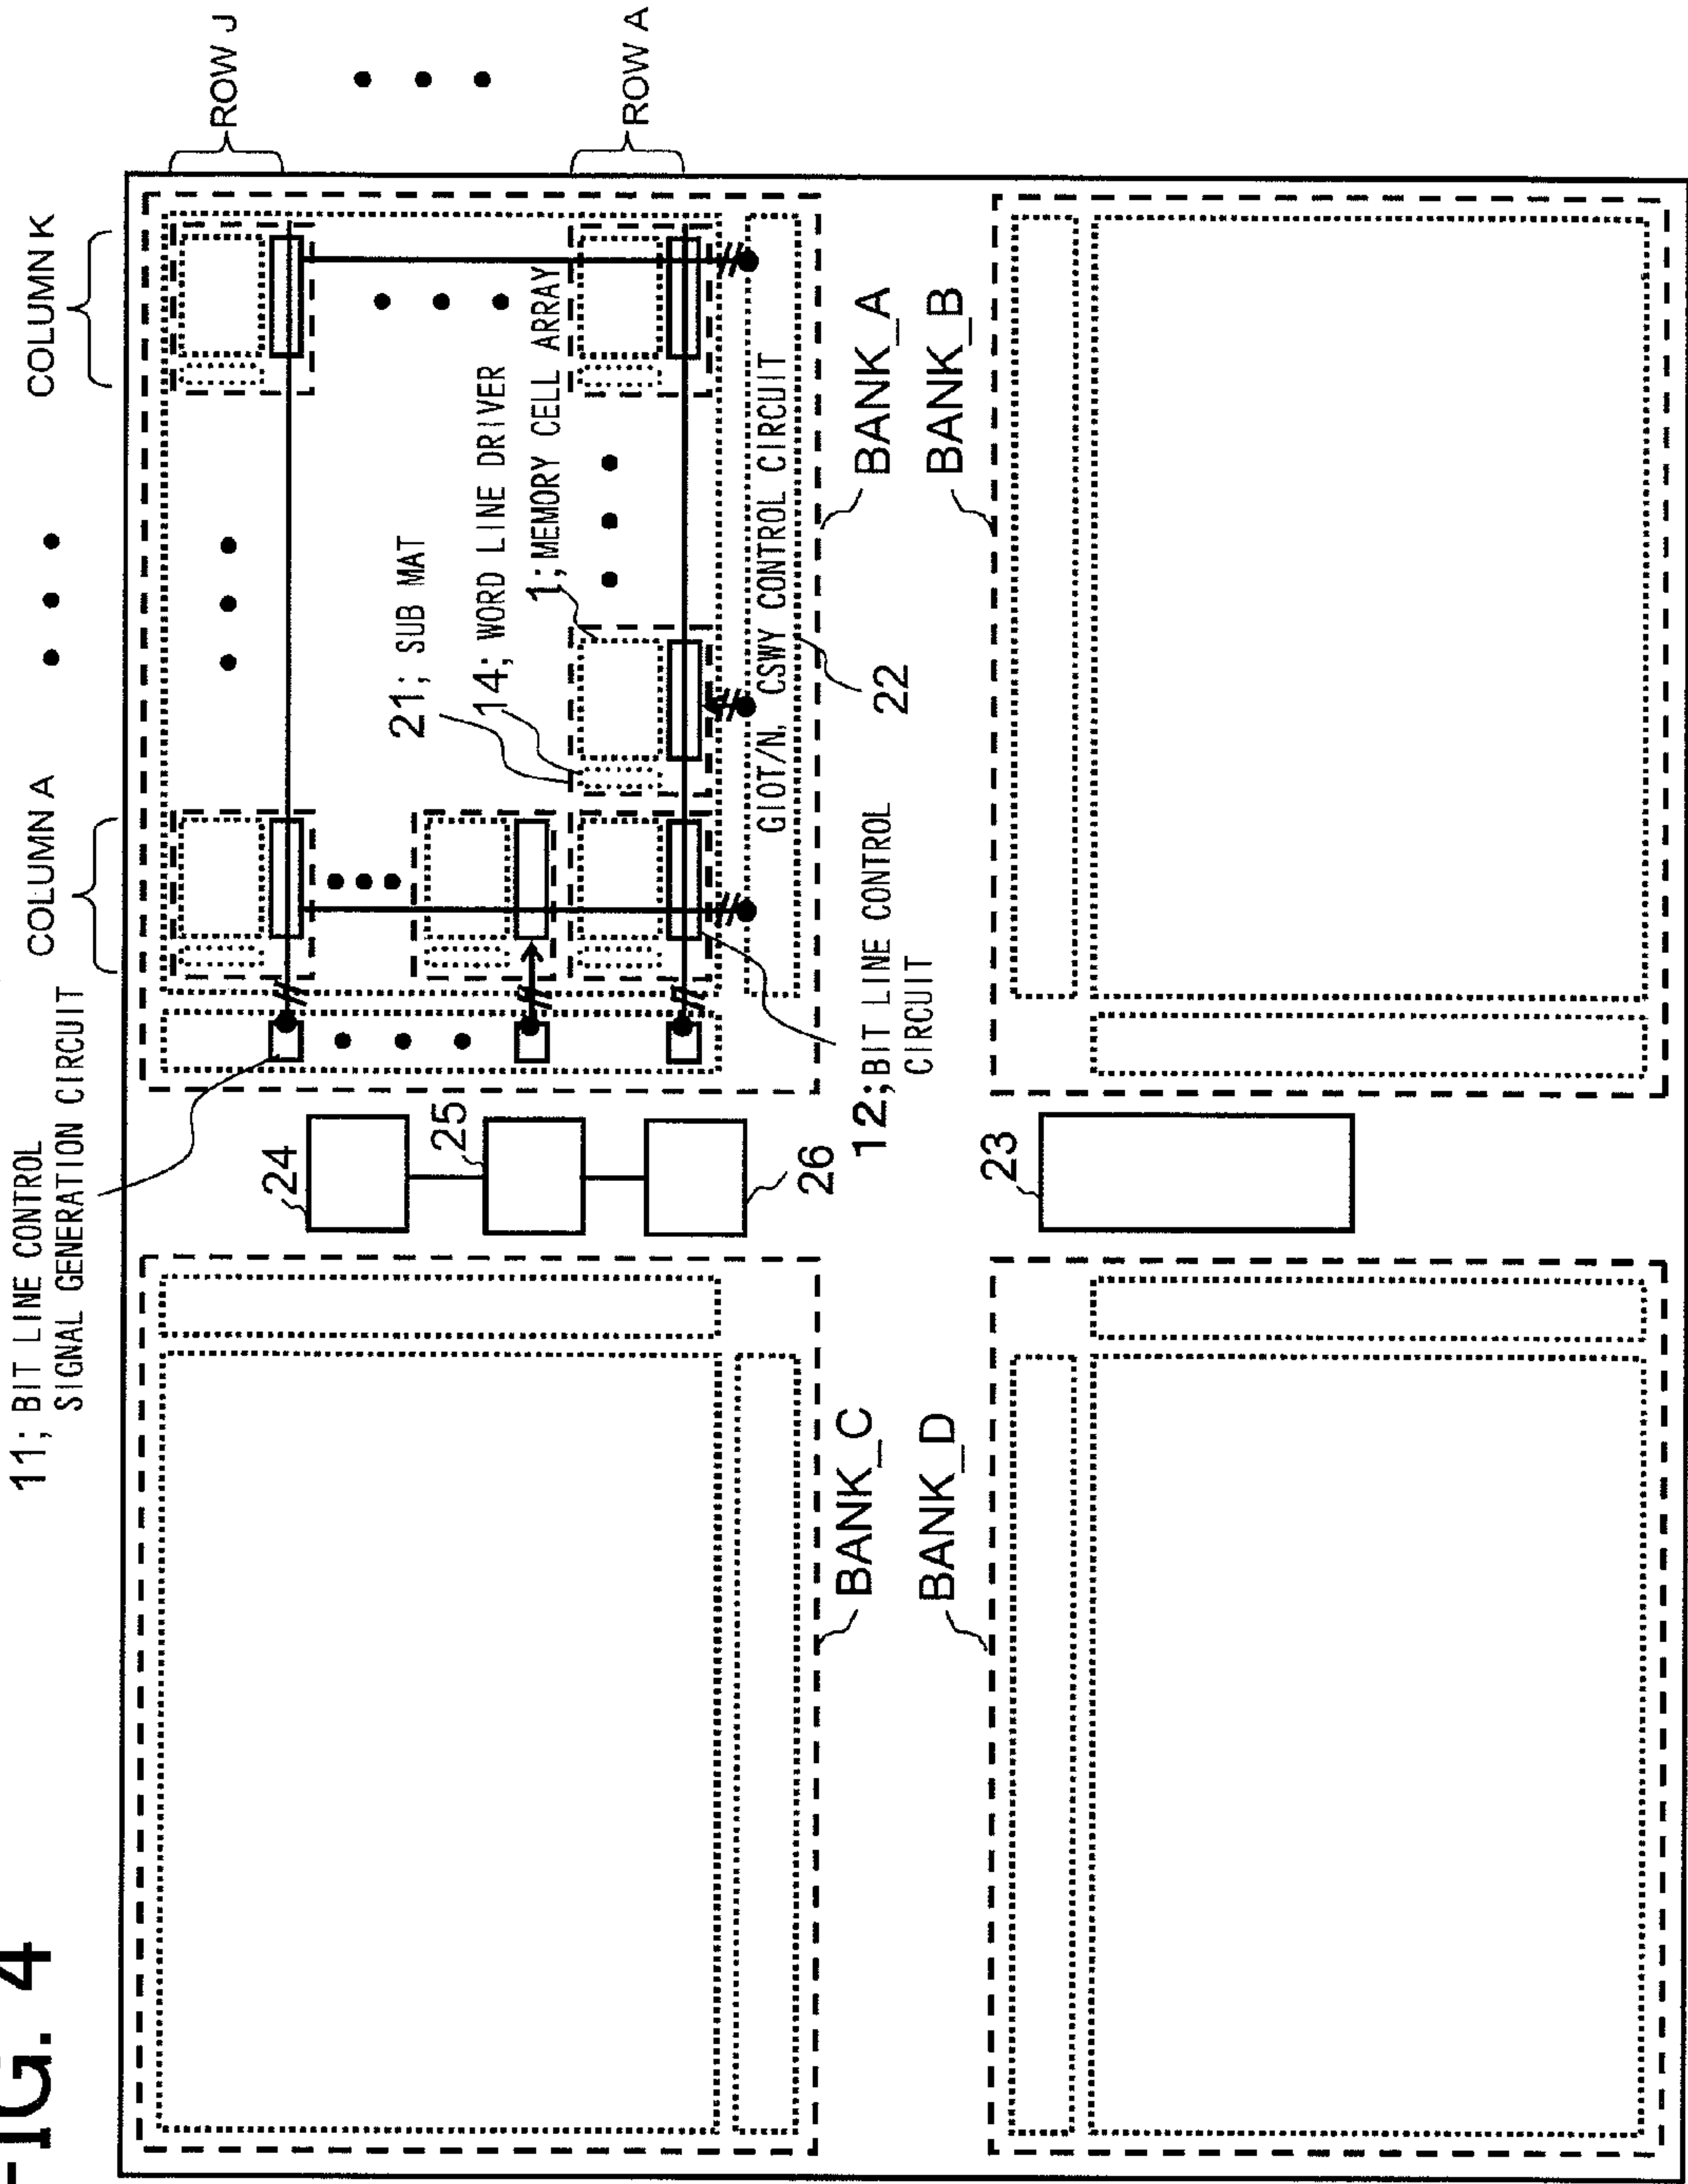 FIG. 4
11; BIT LINE CONTROL
SIGNAL GENERATION CIRCUIT
COLUMN A
COLUMN K
ROW J
ROW A
21; SUB MAT
14; WORD LINE DRIVER
1; MEMORY CELL ARRAY
GIOT/N, CSWY CONTROL CIRCUIT
22
12; BIT LINE CONTROL
CIRCUIT
24
25
26
23
BANK_A
BANK_B
BANK_C
BANK_D